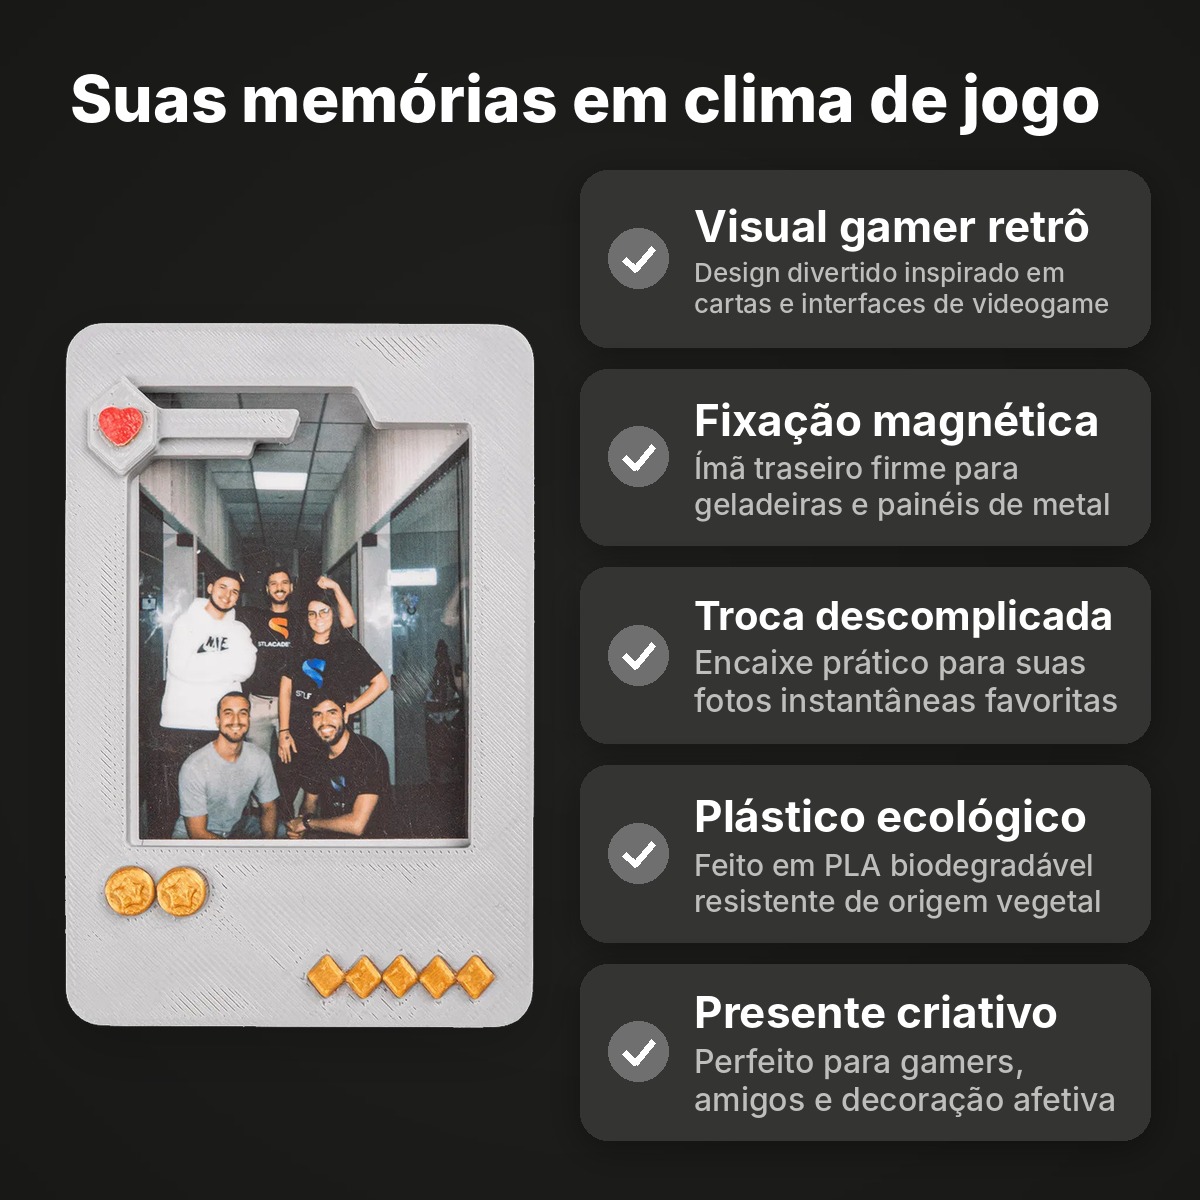 Suas memórias em clima de jogo
Visual gamer retrô
Design divertido inspirado em
cartas e interfaces de videogame
Fixação magnética
Ímã traseiro firme para
geladeiras e painéis de metal
Troca descomplicada
Encaixe prático para suas
fotos instantâneas favoritas
Plástico ecológico
Feito em PLA biodegradável
resistente de origem vegetal
Presente criativo
Perfeito para gamers,
amigos e decoração afetiva